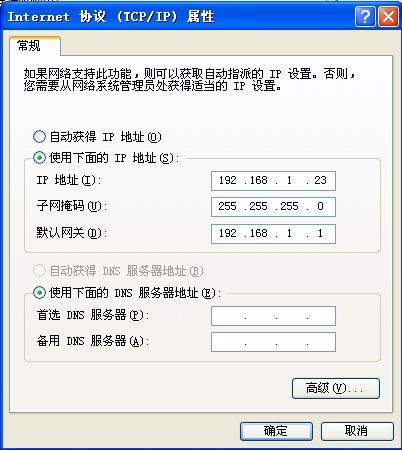 Internet 协议 (TCP/IP) 属性
常规
如果网络支持此功能，则可以获取自动指派的 IP 设置。否则，
您需要从网络系统管理员处获得适当的 IP 设置。
自动获得 IP 地址(O)
使用下面的 IP 地址(S):
IP 地址(I): 192 .168 . 1 . 23
子网掩码(U): 255 .255 .255 . 0
默认网关(D): 192 .168 . 1 . 1
自动获得 DNS 服务器地址(B)
使用下面的 DNS 服务器地址(E):
首选 DNS 服务器(P): . . .
备用 DNS 服务器(A): . . .
高级(V)...
确定 取消